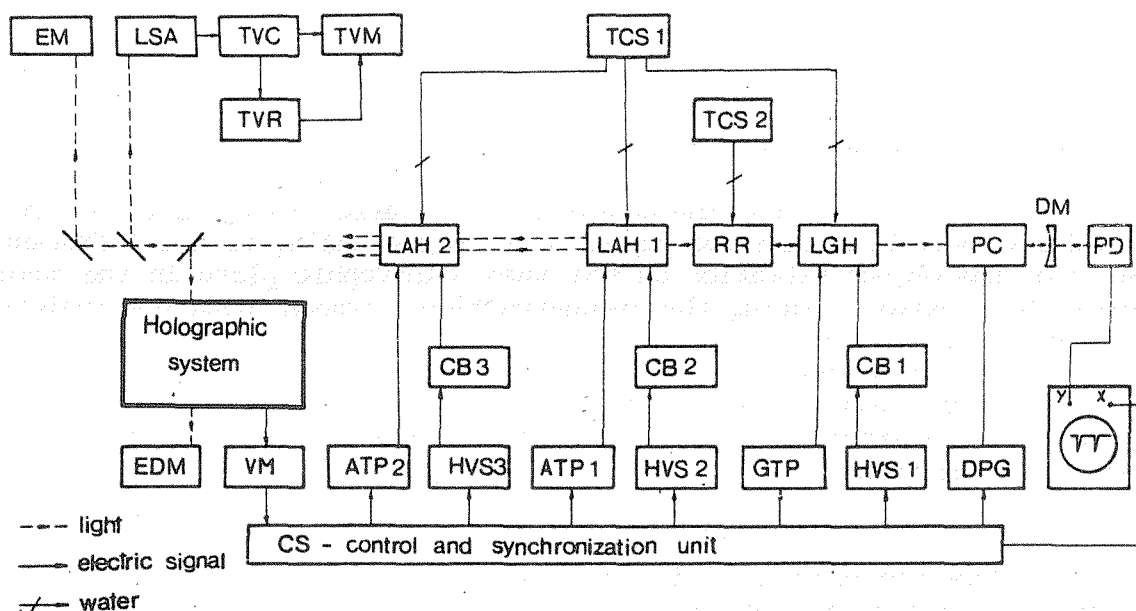 EM LSA TVC TVM TCS 1
TVR TCS 2
DM
LAH 2 LAH 1 RR LGH PC PD
Holographic
system
CB 3 CB 2 CB 1
Y X
EDM VM ATP 2 HVS3 ATP 1 HVS 2 GTP HVS 1 DPG
CS - control and synchronization unit
light
electric signal
water